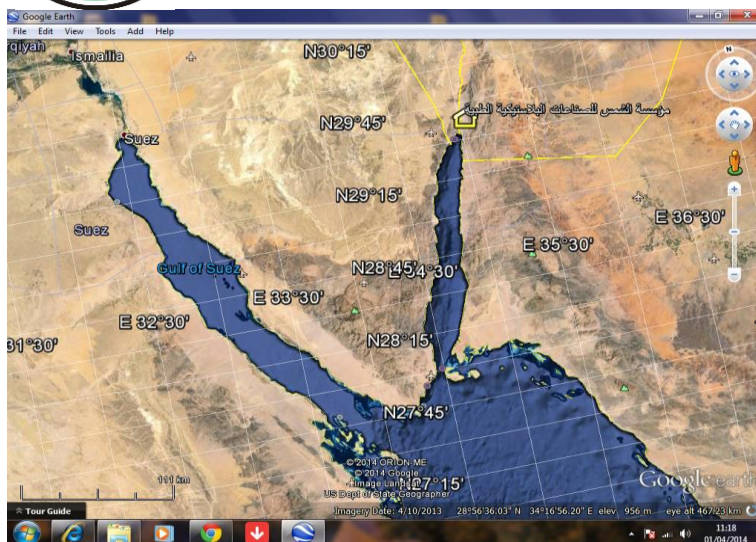 Google Earth
File Edit View Tools Add Help
rqiyah
Ismailia
N30°15'
مؤسسة الشمس للصناعات البلاستيكية الطبية
N29°45'
Suez
N29°15'
E 36°30'
Suez
E 35°30'
Gulf of Suez
N28°45'
E 34°30'
E 33°30'
E 32°30'
N28°15'
31°30'
N27°45'
© 2014 ORION-ME
© 2014 Google
Image Landsat
US Dept of State Geographer
N27°15'
111 km
Google earth
Tour Guide
Imagery Date: 4/10/2013 28°56'36.03" N 34°16'56.20" E elev 956 m eye alt 467.23 km
11:18
01/04/2014